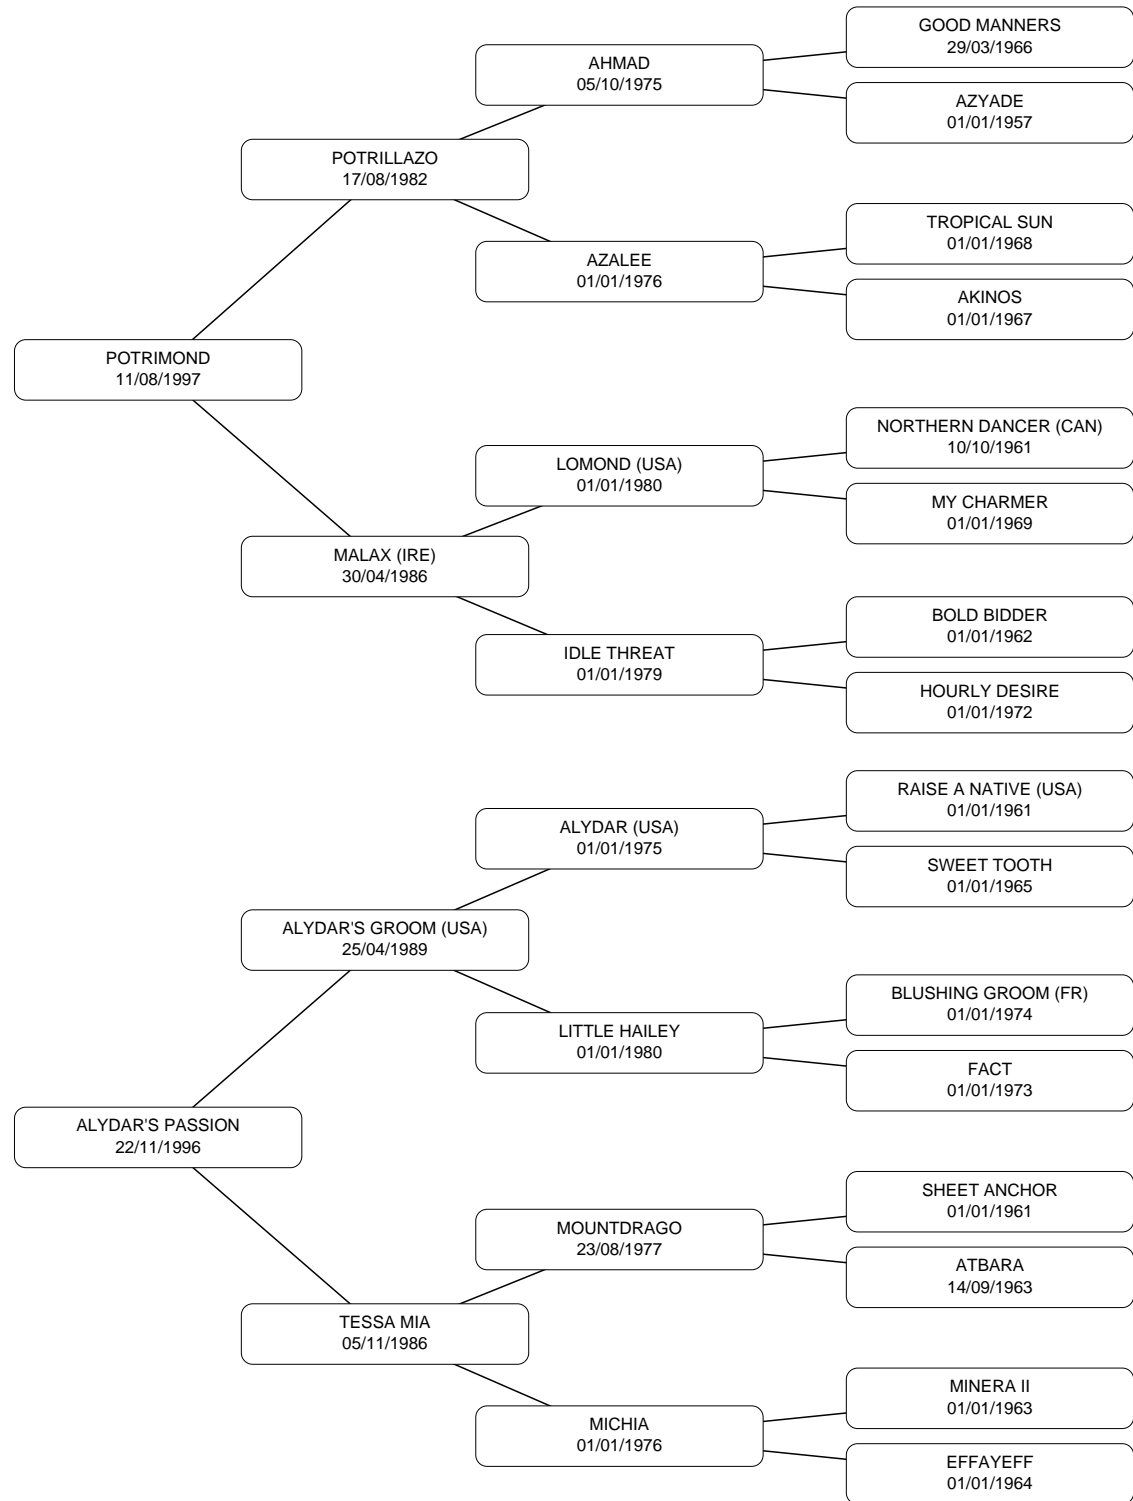 GOOD MANNERS
29/03/1966
AHMAD
05/10/1975
AZYADE
01/01/1957
POTRILLAZO
17/08/1982
TROPICAL SUN
01/01/1968
AZALEE
01/01/1976
AKINOS
01/01/1967
POTRIMOND
11/08/1997
NORTHERN DANCER (CAN)
10/10/1961
LOMOND (USA)
01/01/1980
MY CHARMER
01/01/1969
MALAX (IRE)
30/04/1986
BOLD BIDDER
01/01/1962
IDLE THREAT
01/01/1979
HOURLY DESIRE
01/01/1972
RAISE A NATIVE (USA)
01/01/1961
ALYDAR (USA)
01/01/1975
SWEET TOOTH
01/01/1965
ALYDAR'S GROOM (USA)
25/04/1989
BLUSHING GROOM (FR)
01/01/1974
LITTLE HAILEY
01/01/1980
FACT
01/01/1973
ALYDAR'S PASSION
22/11/1996
SHEET ANCHOR
01/01/1961
MOUNTDRAGO
23/08/1977
ATBARA
14/09/1963
TESSA MIA
05/11/1986
MINERA II
01/01/1963
MICHIA
01/01/1976
EFFAYEFF
01/01/1964